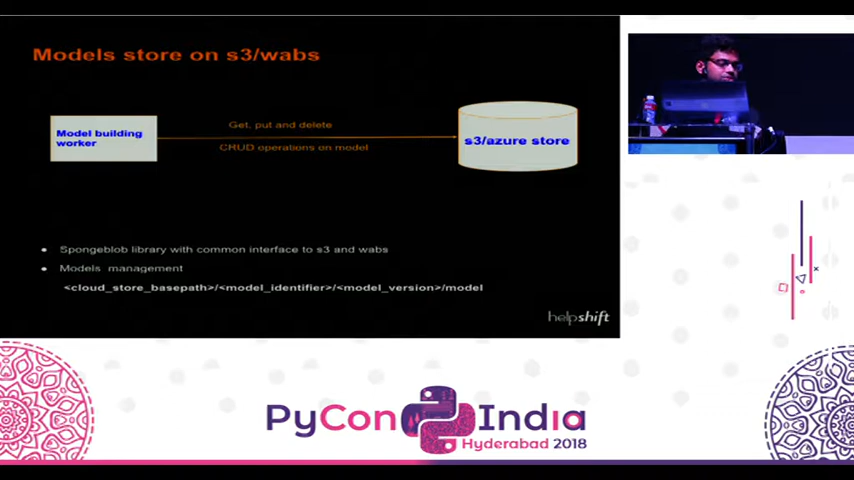 Models store on s3/wabs
Model building
worker
Get, put and delete
CRUD operations on model
s3/azure store
Spongeblob library with common interface to s3 and wabs
Models management
<cloud_store_basepath>/<model_identifier>/<model_version>/model
helpshift
PyCon India
Hyderabad 2018